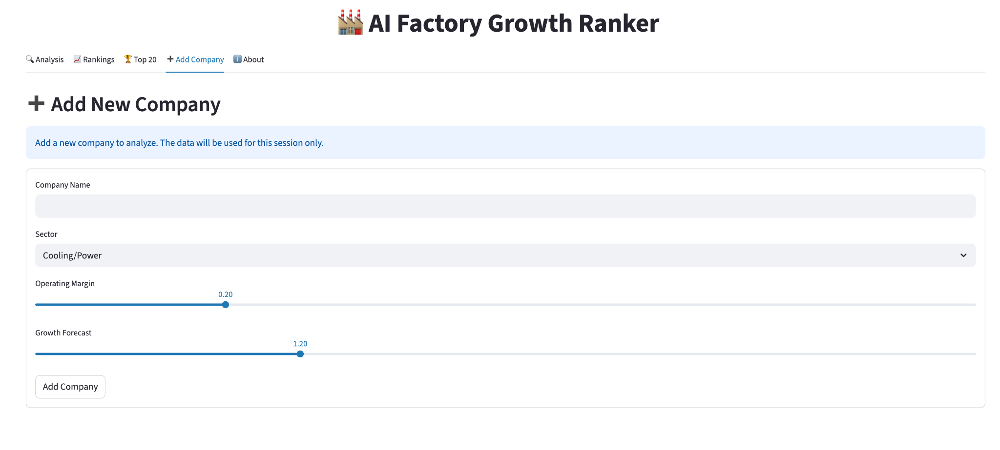 AI Factory Growth Ranker
Analysis Rankings Top 20 Add Company About
Add New Company
Add a new company to analyze. The data will be used for this session only.
Company Name
Sector
Cooling/Power
Operating Margin
0.20
Growth Forecast
1.20
Add Company